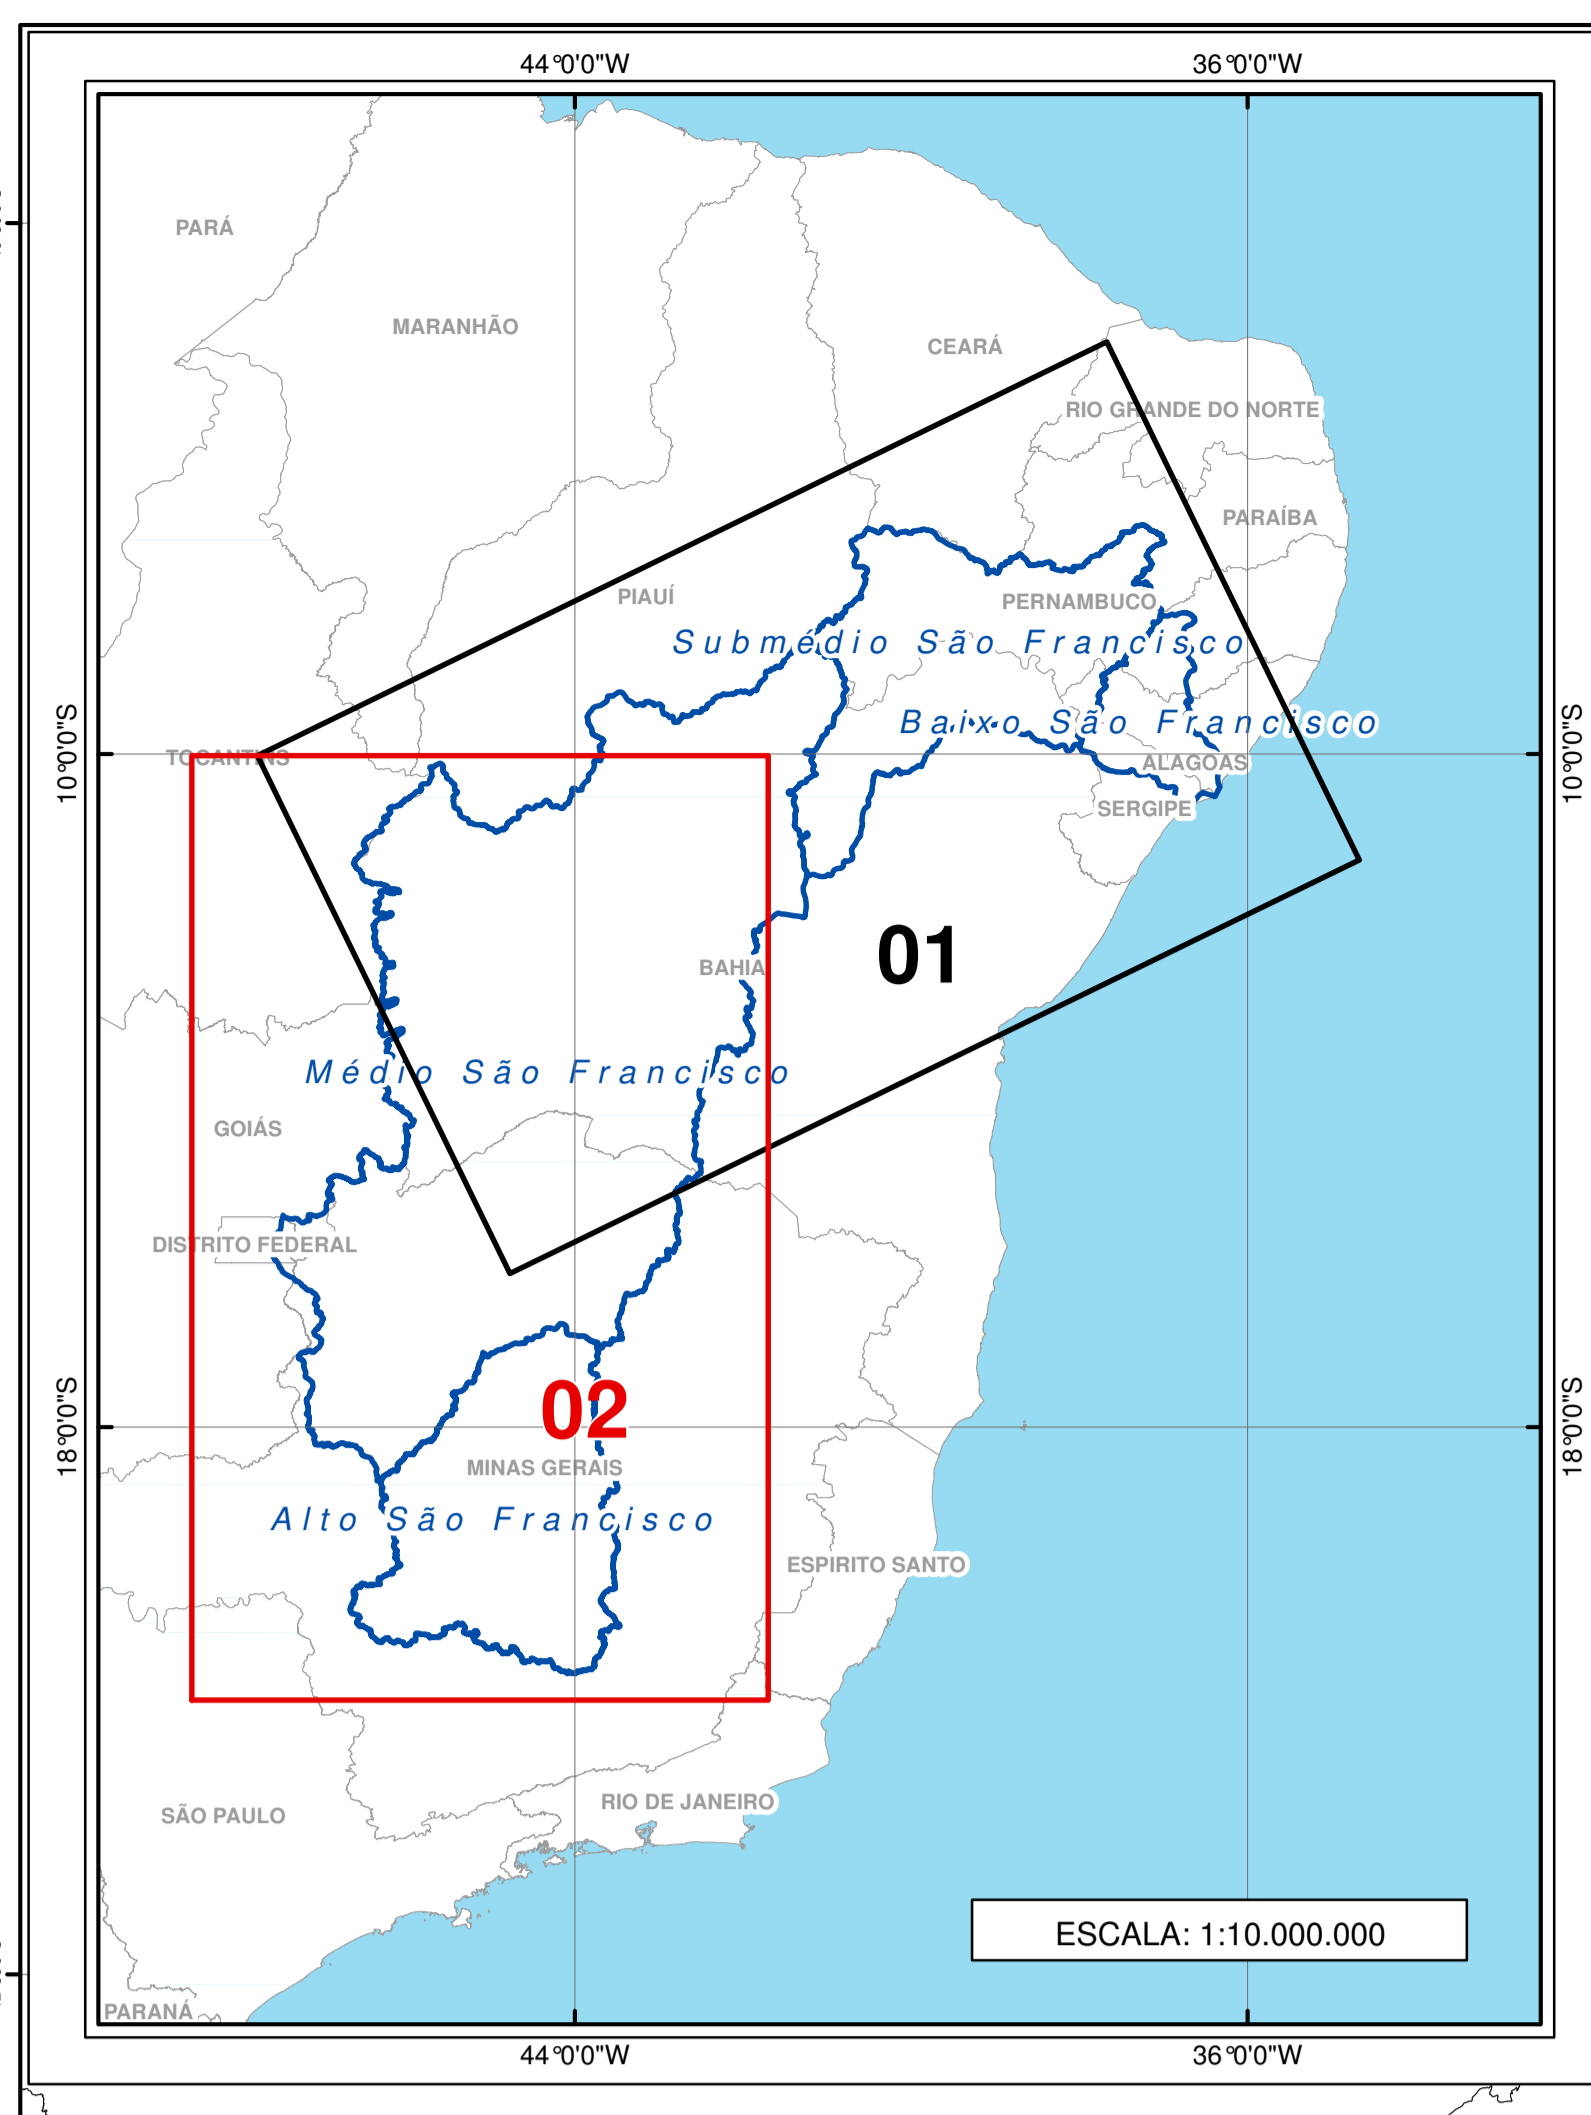 44°0'0"W
36°0'0"W
PARÁ
MARANHÃO
CEARÁ
RIO GRANDE DO NORTE
PARAÍBA
PIAUÍ
PERNAMBUCO
Submédio São Francisco
Baixo São Francisco
10°0'0"S
10°0'0"S
TOCANTINS
ALAGOAS
SERGIPE
01
BAHIA
Médio São Francisco
GOIÁS
DISTRITO FEDERAL
02
18°0'0"S
18°0'0"S
MINAS GERAIS
Alto São Francisco
ESPIRITO SANTO
RIO DE JANEIRO
SÃO PAULO
ESCALA: 1:10.000.000
PARANÁ
44°0'0"W
36°0'0"W